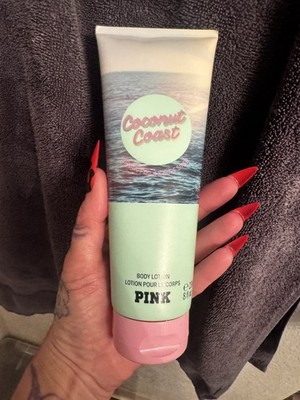 Coconut
Coast
BODY LOTION
LOTION POUR LE CORPS
PINK